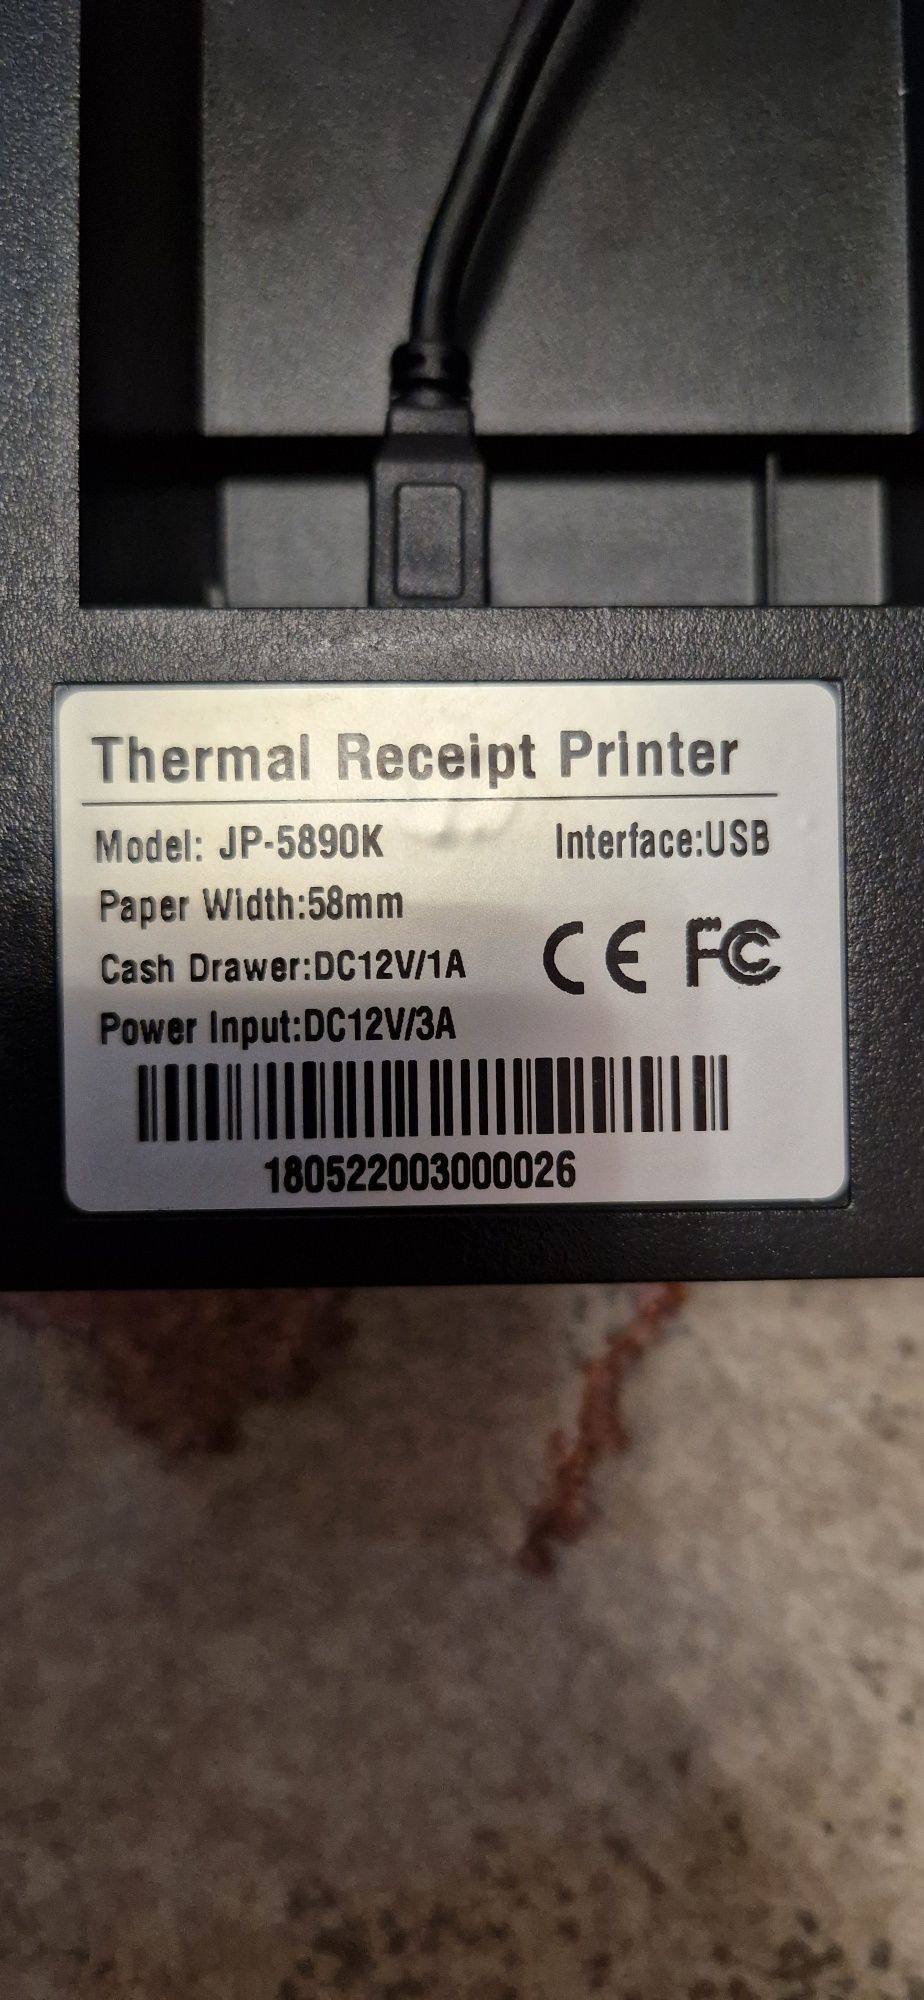 Thermal Receipt Printer
Model: JP-5890K Interface:USB
Paper Width:58mm
Cash Drawer:DC12V/1A CE FC
Power Input:DC12V/3A
180522003000026